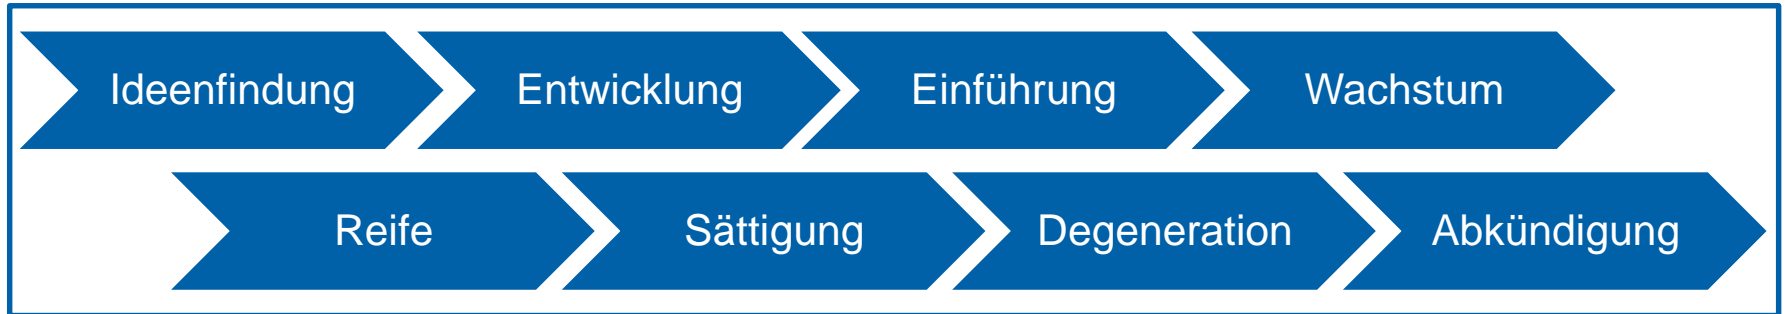 Ideenfindung Entwicklung Einführung Wachstum
Reife Sättigung Degeneration Abkündigung